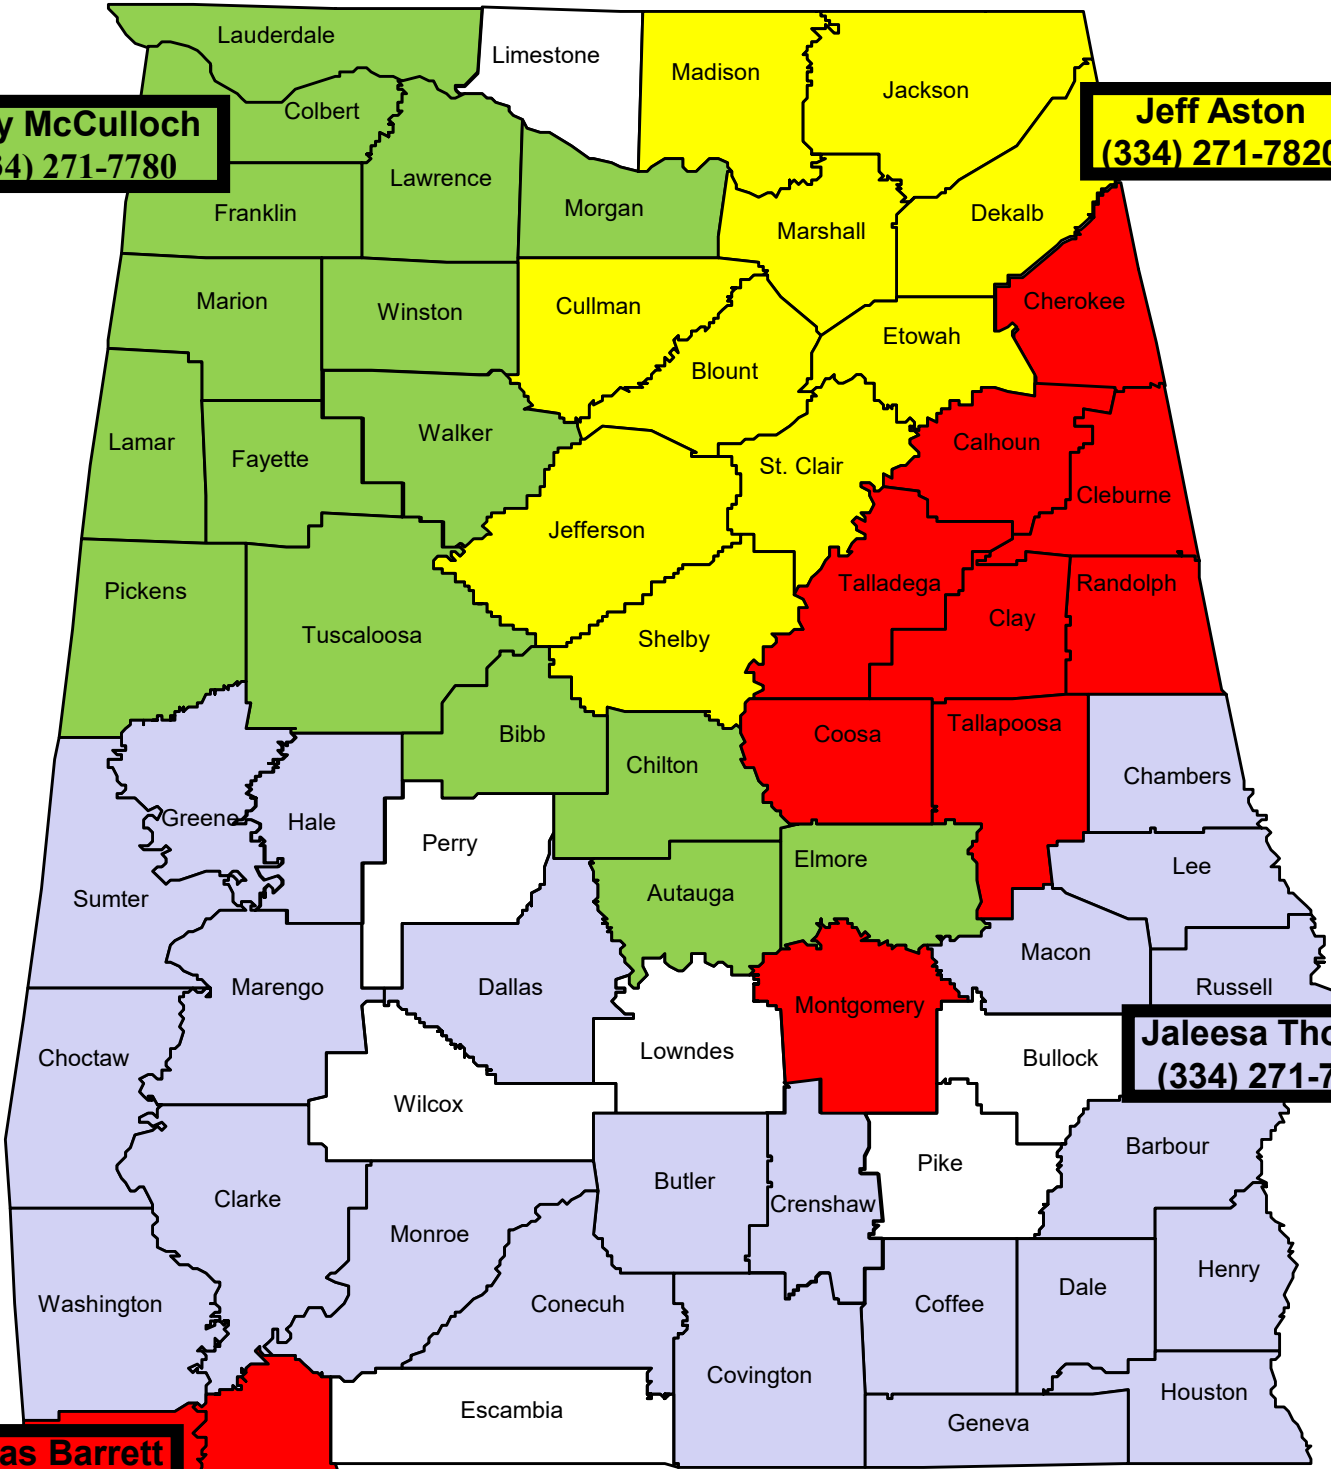 Lauderdale
Limestone
Madison
Jackson
Colbert
McCulloch
271-7780
Jeff Aston
(334) 271-7820
Lawrence
Franklin
Morgan
Marshall
Dekalb
Marion
Winston
Cullman
Cherokee
Etowah
Blount
Lamar
Fayette
Walker
St. Clair
Calhoun
Cleburne
Jefferson
Pickens
Talladega
Randolph
Tuscaloosa
Shelby
Clay
Bibb
Chilton
Coosa
Tallapoosa
Chambers
Greene
Hale
Perry
Elmore
Lee
Sumter
Autauga
Macon
Marengo
Dallas
Montgomery
Russell
Choctaw
Lowndes
Bullock
Jaleesa
(334) 271-7
Wilcox
Clarke
Butler
Crenshaw
Pike
Barbour
Monroe
Washington
Conecuh
Coffee
Dale
Henry
Covington
Escambia
Geneva
Houston
Barrett